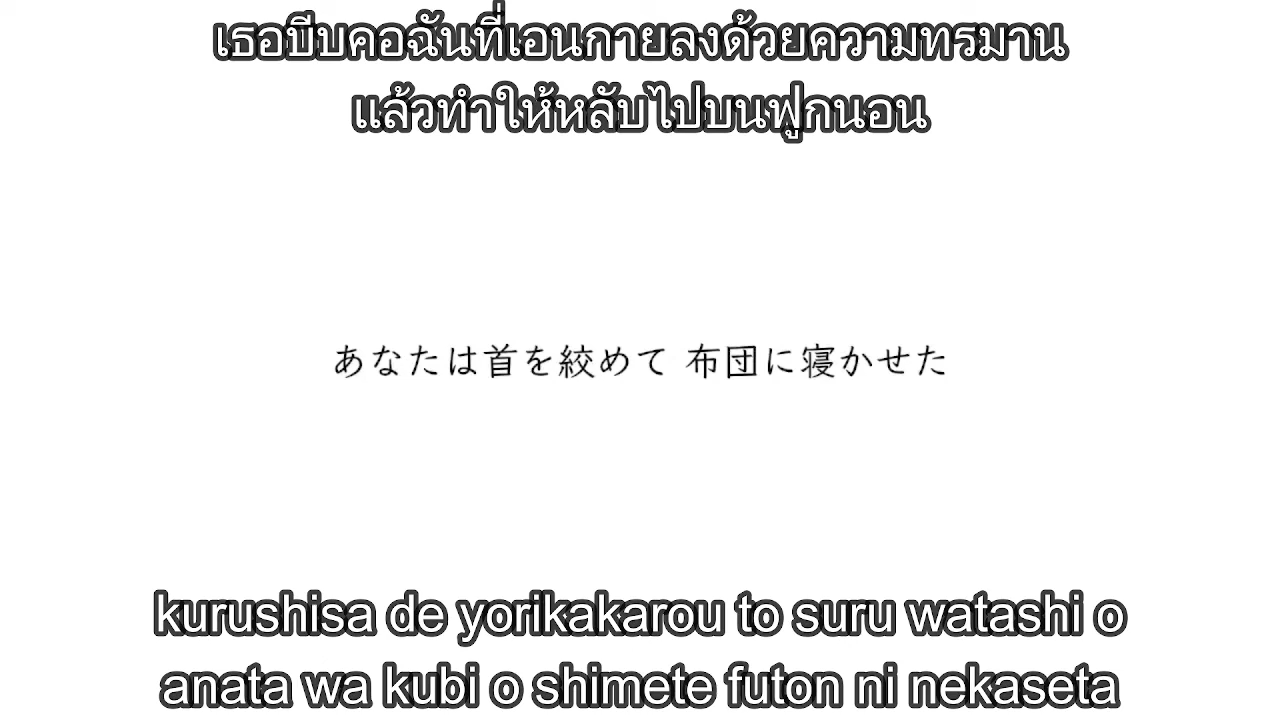 เธอบีบคอฉันที่เอนกายลงด้วยความทรมาน
แล้วทำให้หลับไปบนฟูกนอน
あなたは首を絞めて 布団に寝かせた
kurushisa de yorikakarou to suru watashi o
anata wa kubi o shimete futon ni nekaseta